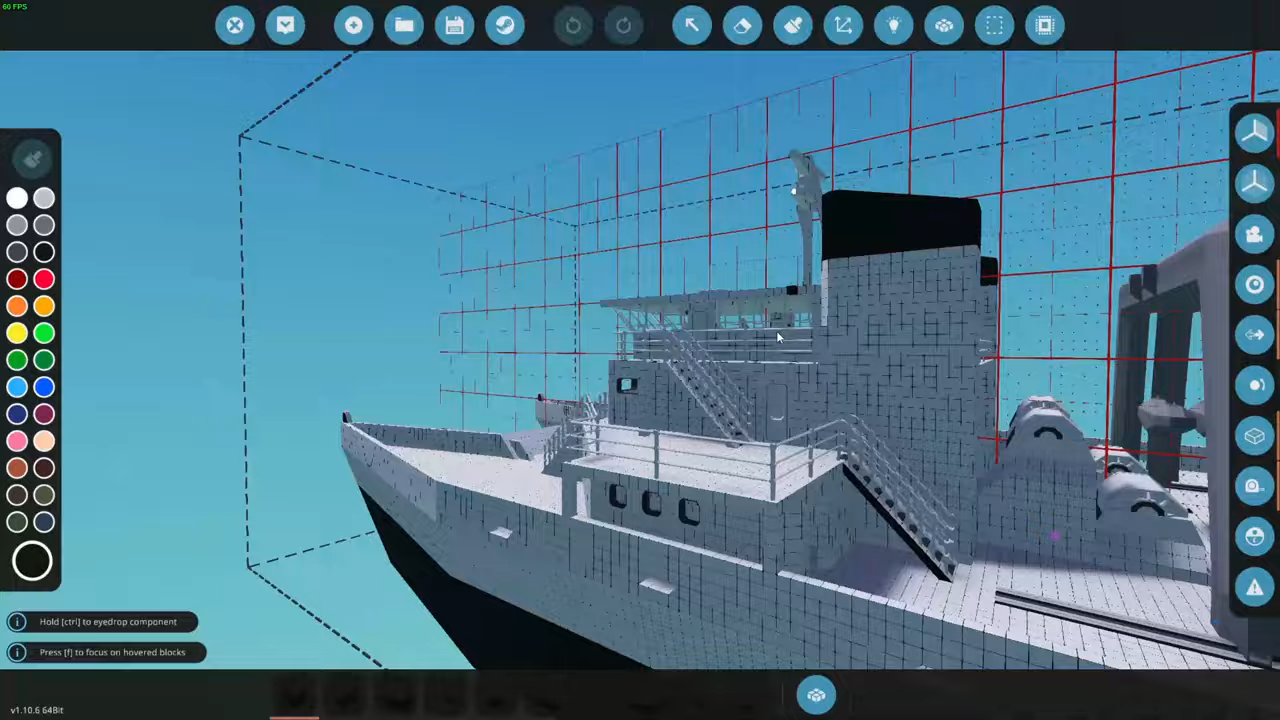 60 FPS
Hold [ctrl] to eyedrop component
Press [f] to focus on hovered blocks
v1.10.6 64Bit